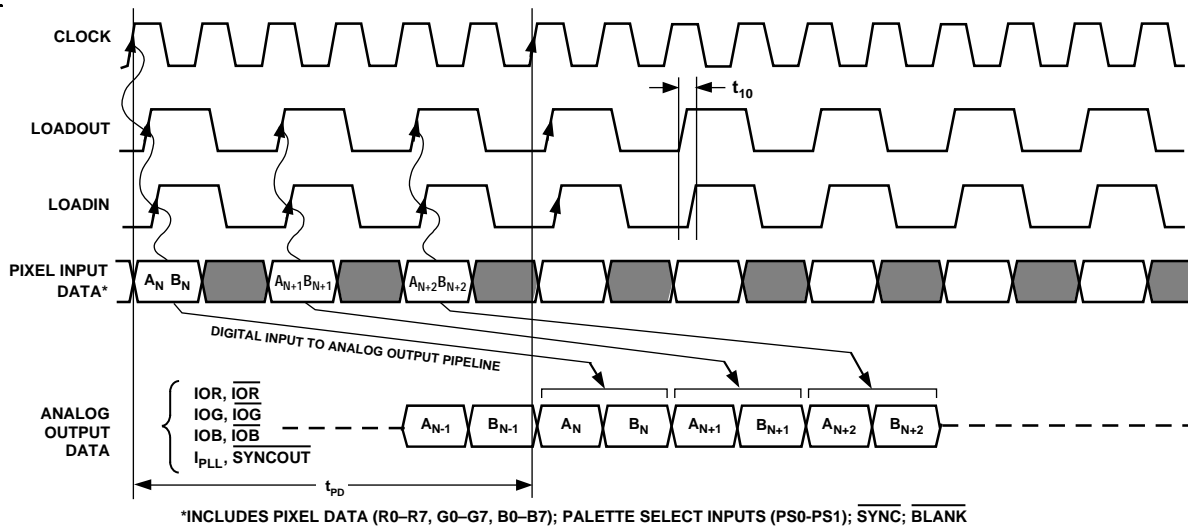 CLOCK
t10
LOADOUT
LOADIN
PIXEL INPUT
DATA*
AN BN
AN+1BN+1
AN+2BN+2
DIGITAL INPUT TO ANALOG OUTPUT PIPELINE
ANALOG
OUTPUT
DATA
IOR, IOR
IOG, IOG
IOB, IOB
IPLL, SYNCOUT
AN-1
BN-1
AN
BN
AN+1
BN+1
AN+2
BN+2
tPD
*INCLUDES PIXEL DATA (R0–R7, G0–G7, B0–B7); PALETTE SELECT INPUTS (PS0-PS1); SYNC; BLANK